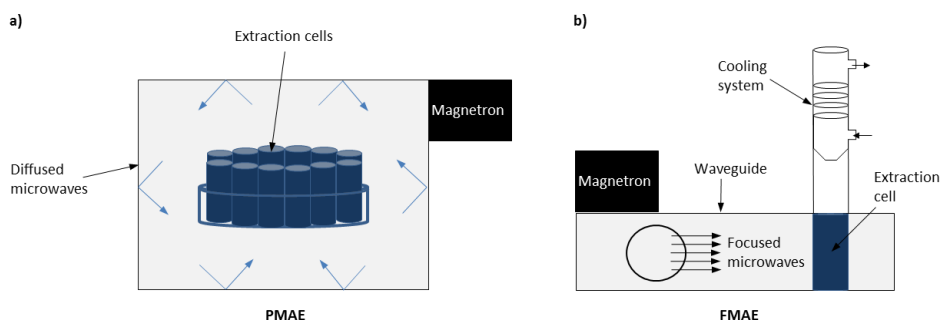 a)
Extraction cells
Magnetron
Diffused
microwaves
PMAE
b)
Cooling
system
Magnetron
Waveguide
Extraction
cell
Focused
microwaves
FMAE